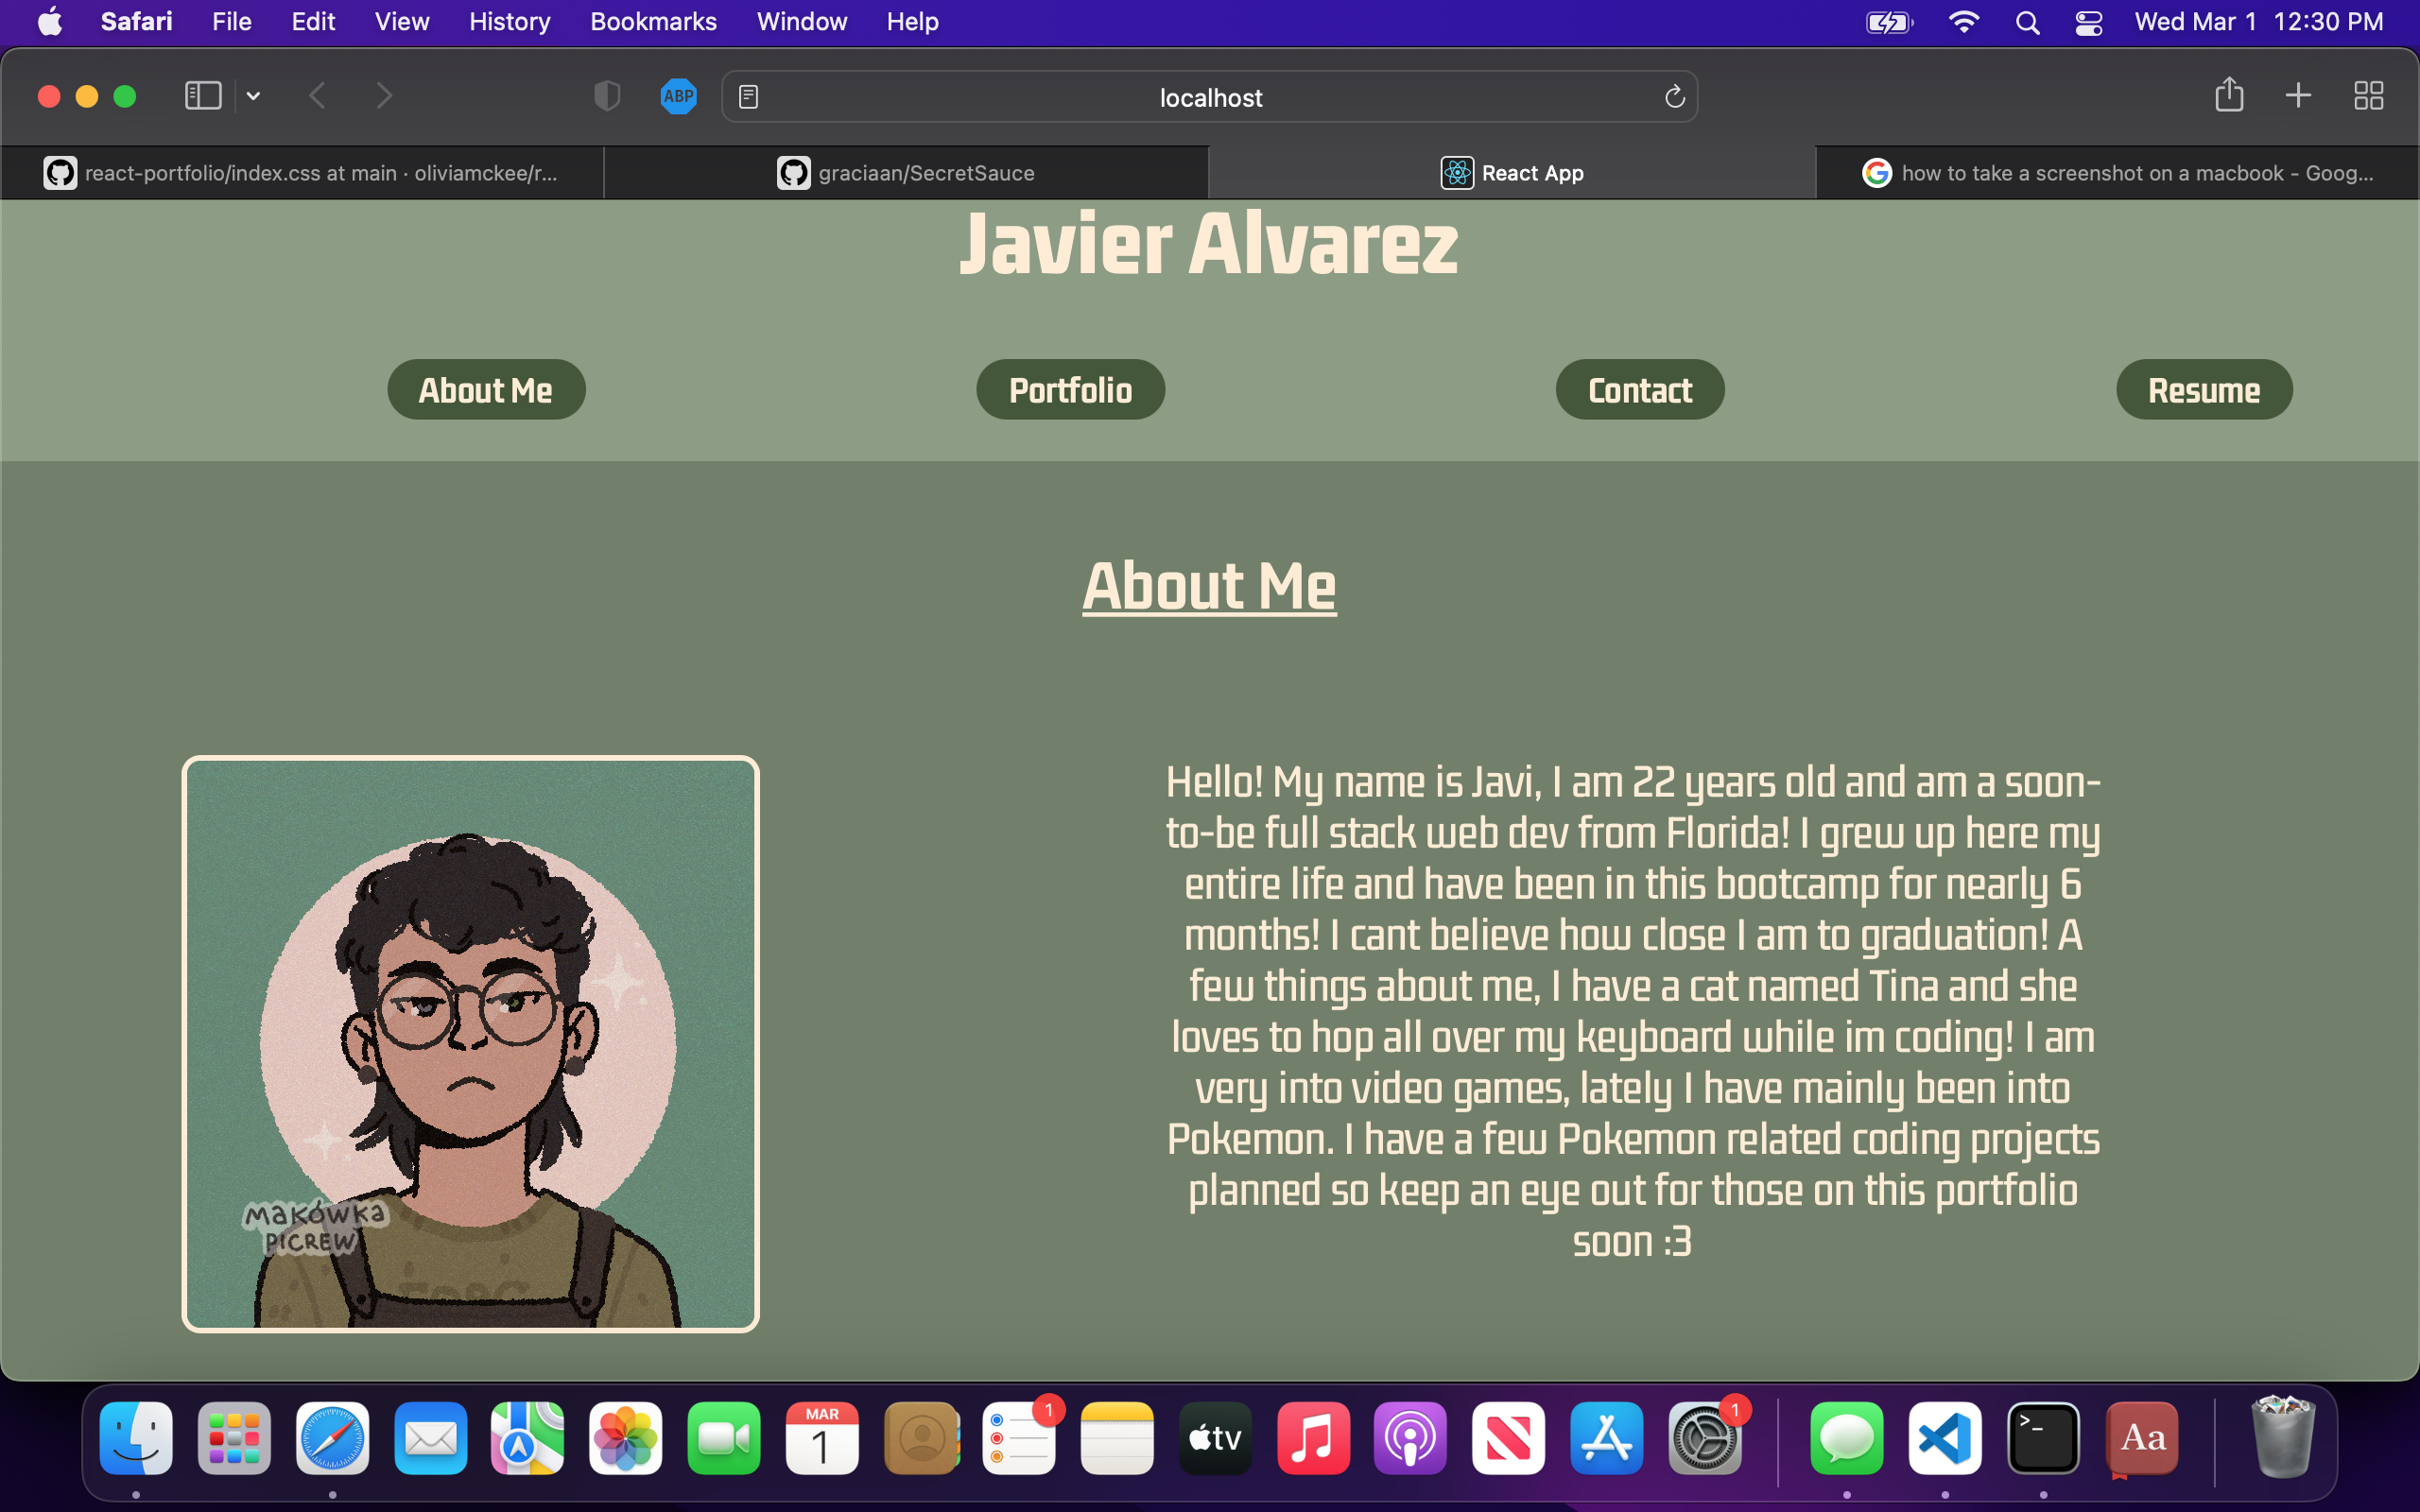 Safari File Edit View History Bookmarks Window Help Wed Mar 1 12:30 PM
ABP localhost
react-portfolio/index.css at main · oliviamckee/r... graciaan/SecretSauce React App how to take a screenshot on a macbook - Goog...
Javier Alvarez
About Me Portfolio Contact Resume
About Me
Hello! My name is Javi, I am 22 years old and am a soon-
to-be full stack web dev from Florida! I grew up here my
entire life and have been in this bootcamp for nearly 6
months! I cant believe how close I am to graduation! A
few things about me, I have a cat named Tina and she
loves to hop all over my keyboard while im coding! I am
very into video games, lately I have mainly been into
Pokemon. I have a few Pokemon related coding projects
planned so keep an eye out for those on this portfolio
soon :3
MAKÓWKA
PICREW
MAR
1
1
tv
1
>_
Aa